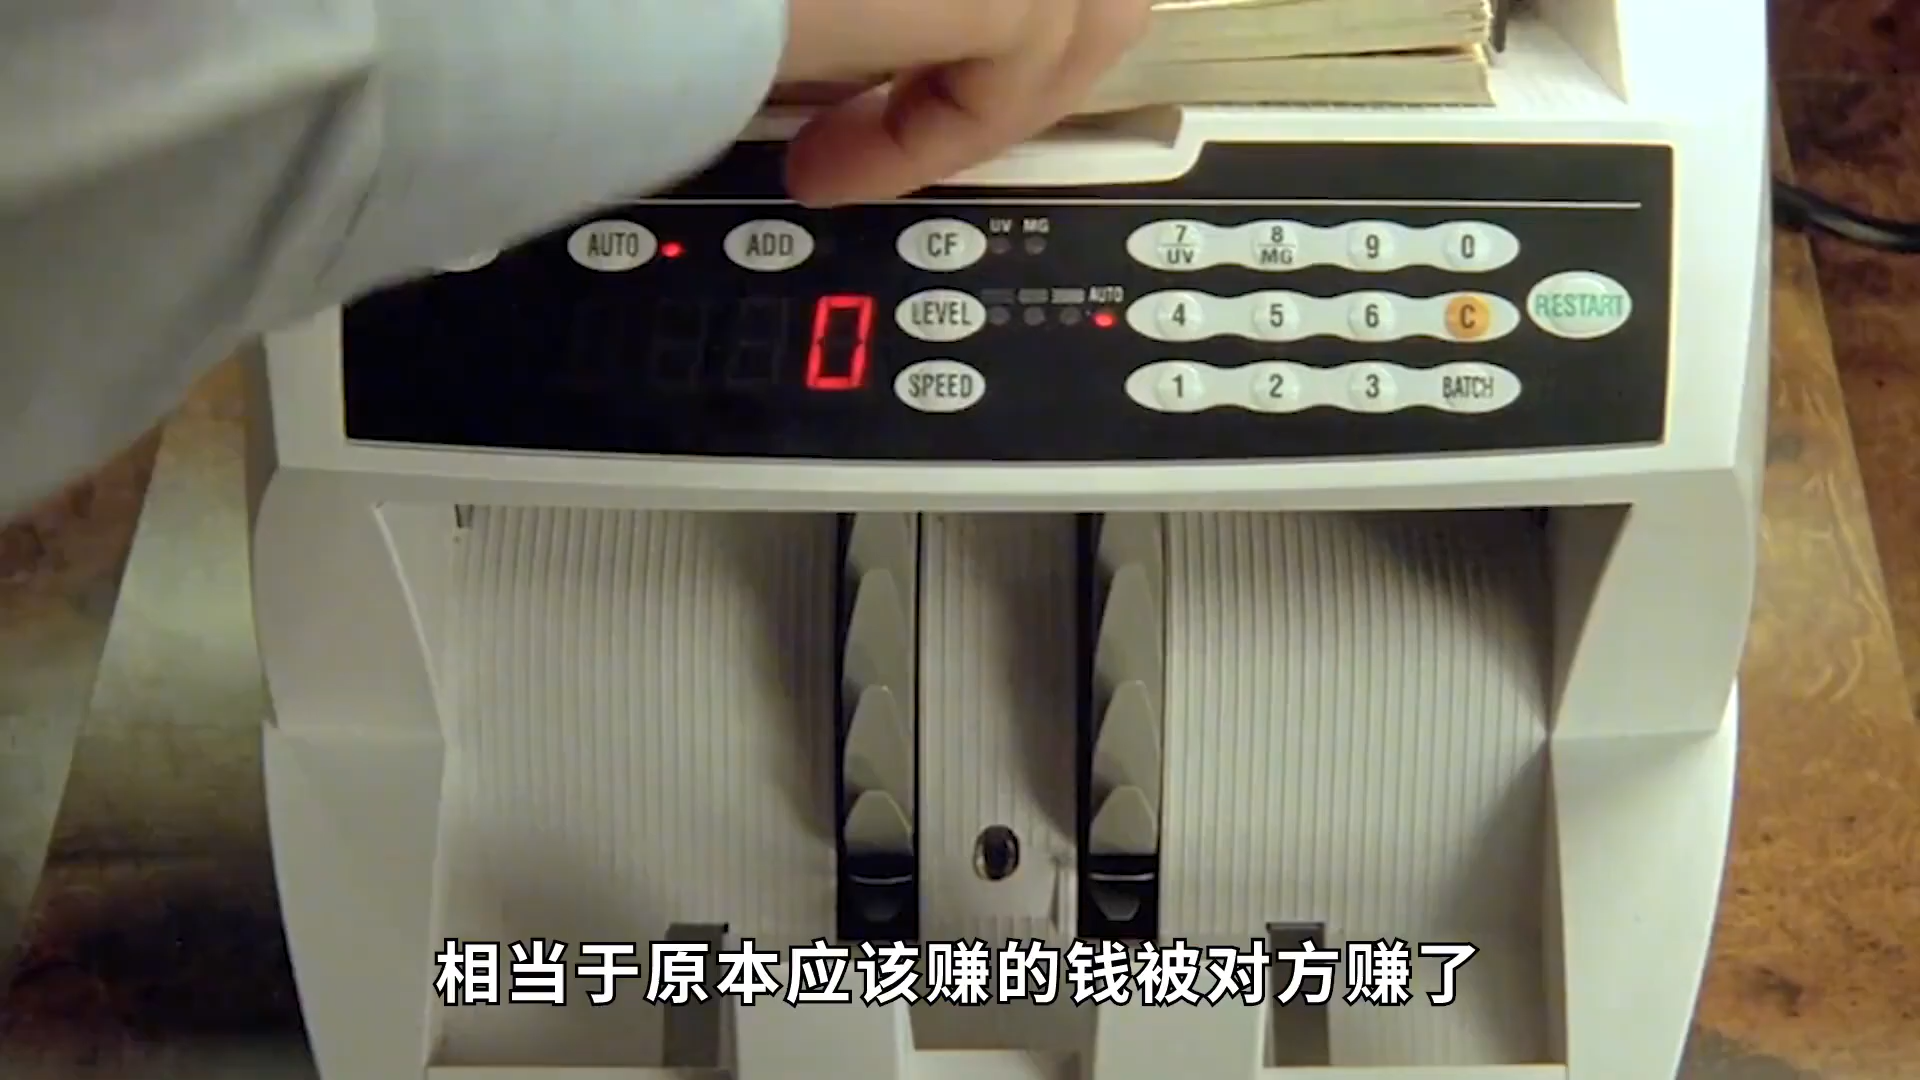 UV MG
AUTO ADD CF 7 UV 8 MG 9 0
LEVEL AUTO 4 5 6 C RESTART
0
SPEED 1 2 3 BATCH
相当于原本应该赚的钱被对方赚了